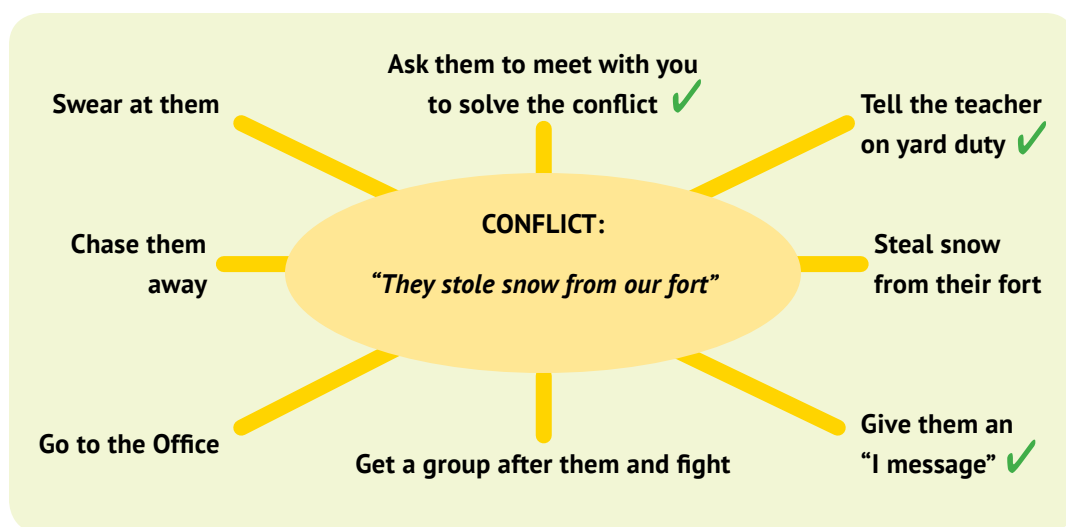 Ask them to meet with you
to solve the conflict ✓
Swear at them
Tell the teacher
on yard duty ✓
CONFLICT:
“They stole snow from our fort”
Chase them
away
Steal snow
from their fort
Go to the Office
Get a group after them and fight
Give them an
“I message” ✓